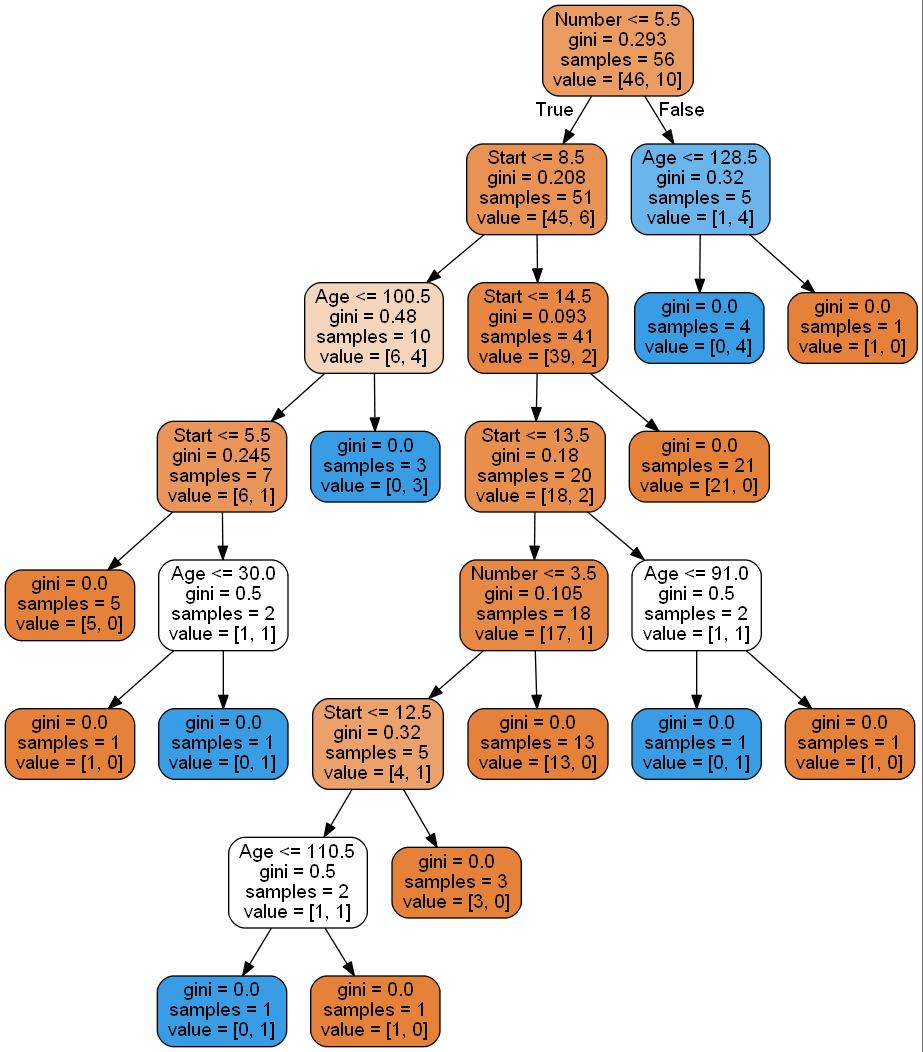 Number <= 5.5
gini = 0.293
samples = 56
value = [46, 10]
True
False
Start <= 8.5
gini = 0.208
samples = 51
value = [45, 6]
Age <= 128.5
gini = 0.32
samples = 5
value = [1, 4]
Age <= 100.5
gini = 0.48
samples = 10
value = [6, 4]
Start <= 14.5
gini = 0.093
samples = 41
value = [39, 2]
gini = 0.0
samples = 4
value = [0, 4]
gini = 0.0
samples = 1
value = [1, 0]
Start <= 5.5
gini = 0.245
samples = 7
value = [6, 1]
gini = 0.0
samples = 3
value = [0, 3]
Start <= 13.5
gini = 0.18
samples = 20
value = [18, 2]
gini = 0.0
samples = 21
value = [21, 0]
gini = 0.0
samples = 5
value = [5, 0]
Age <= 30.0
gini = 0.5
samples = 2
value = [1, 1]
Number <= 3.5
gini = 0.105
samples = 18
value = [17, 1]
Age <= 91.0
gini = 0.5
samples = 2
value = [1, 1]
gini = 0.0
samples = 1
value = [1, 0]
gini = 0.0
samples = 1
value = [0, 1]
Start <= 12.5
gini = 0.32
samples = 5
value = [4, 1]
gini = 0.0
samples = 13
value = [13, 0]
gini = 0.0
samples = 1
value = [0, 1]
gini = 0.0
samples = 1
value = [1, 0]
Age <= 110.5
gini = 0.5
samples = 2
value = [1, 1]
gini = 0.0
samples = 3
value = [3, 0]
gini = 0.0
samples = 1
value = [0, 1]
gini = 0.0
samples = 1
value = [1, 0]